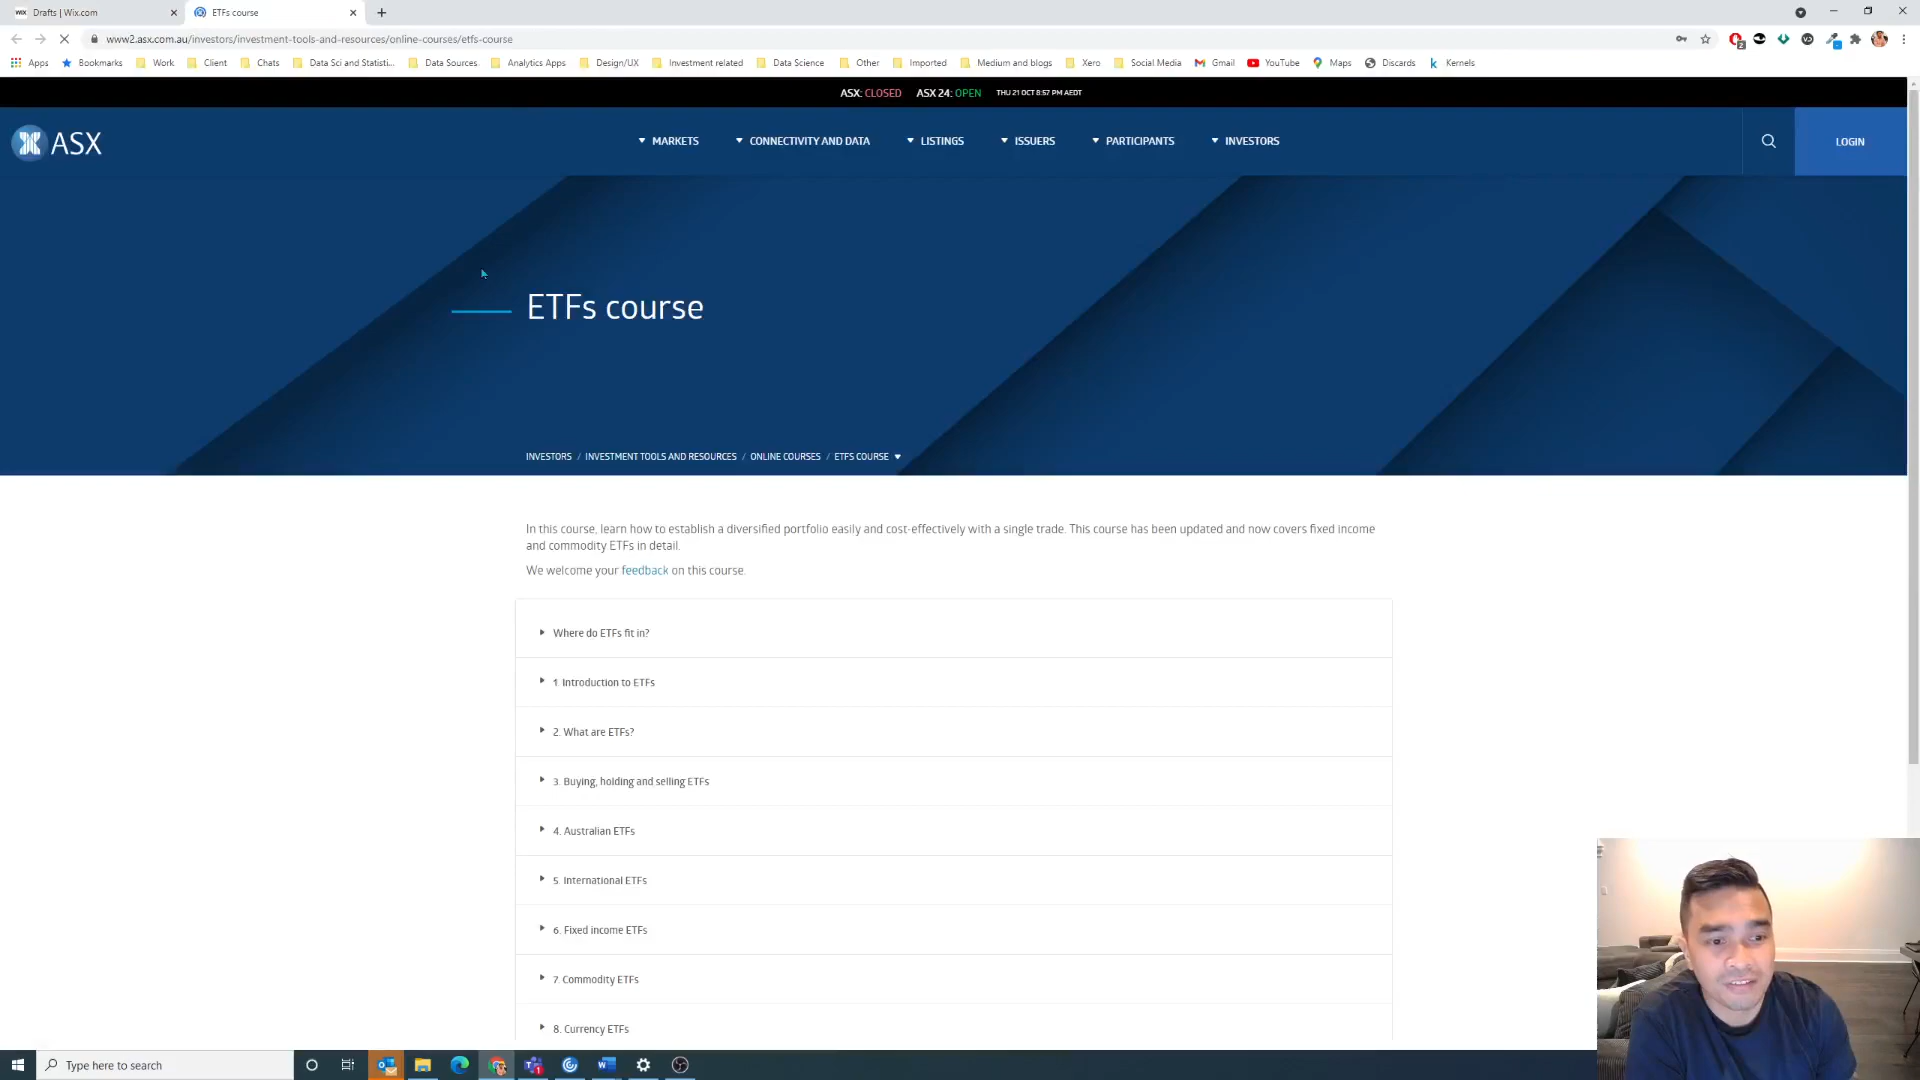 WIX Drafts | Wix.com
ETFs course
www2.asx.com.au/investors/investment-tools-and-resources/online-courses/etfs-course
Apps Bookmarks Work Client Chats Data Sci and Statisti... Data Sources Analytics Apps Design/UX Investment related Data Science Other Imported Medium and blogs Xero Social Media Gmail YouTube Maps Discards Kernels
ASX: CLOSED ASX 24: OPEN THU 21 OCT 8:57 PM AEDT
ASX
MARKETS CONNECTIVITY AND DATA LISTINGS ISSUERS PARTICIPANTS INVESTORS
LOGIN
ETFs course
INVESTORS / INVESTMENT TOOLS AND RESOURCES / ONLINE COURSES / ETFS COURSE
In this course, learn how to establish a diversified portfolio easily and cost-effectively with a single trade. This course has been updated and now covers fixed income
and commodity ETFs in detail.
We welcome your feedback on this course.
Where do ETFs fit in?
1. Introduction to ETFs
2. What are ETFs?
3. Buying, holding and selling ETFs
4. Australian ETFs
5. International ETFs
6. Fixed income ETFs
7. Commodity ETFs
8. Currency ETFs
Type here to search